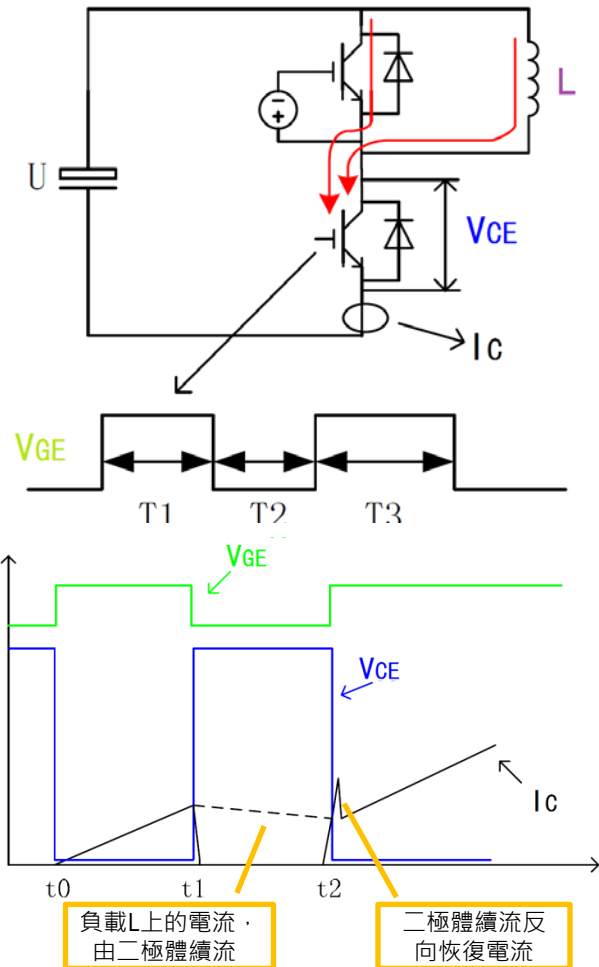 L
U
VCE
Ic
VGE
T1 T2 T3
VGE
VCE
Ic
t0 t1 t2
負載L上的電流，
由二極體續流
二極體續流反
向恢復電流